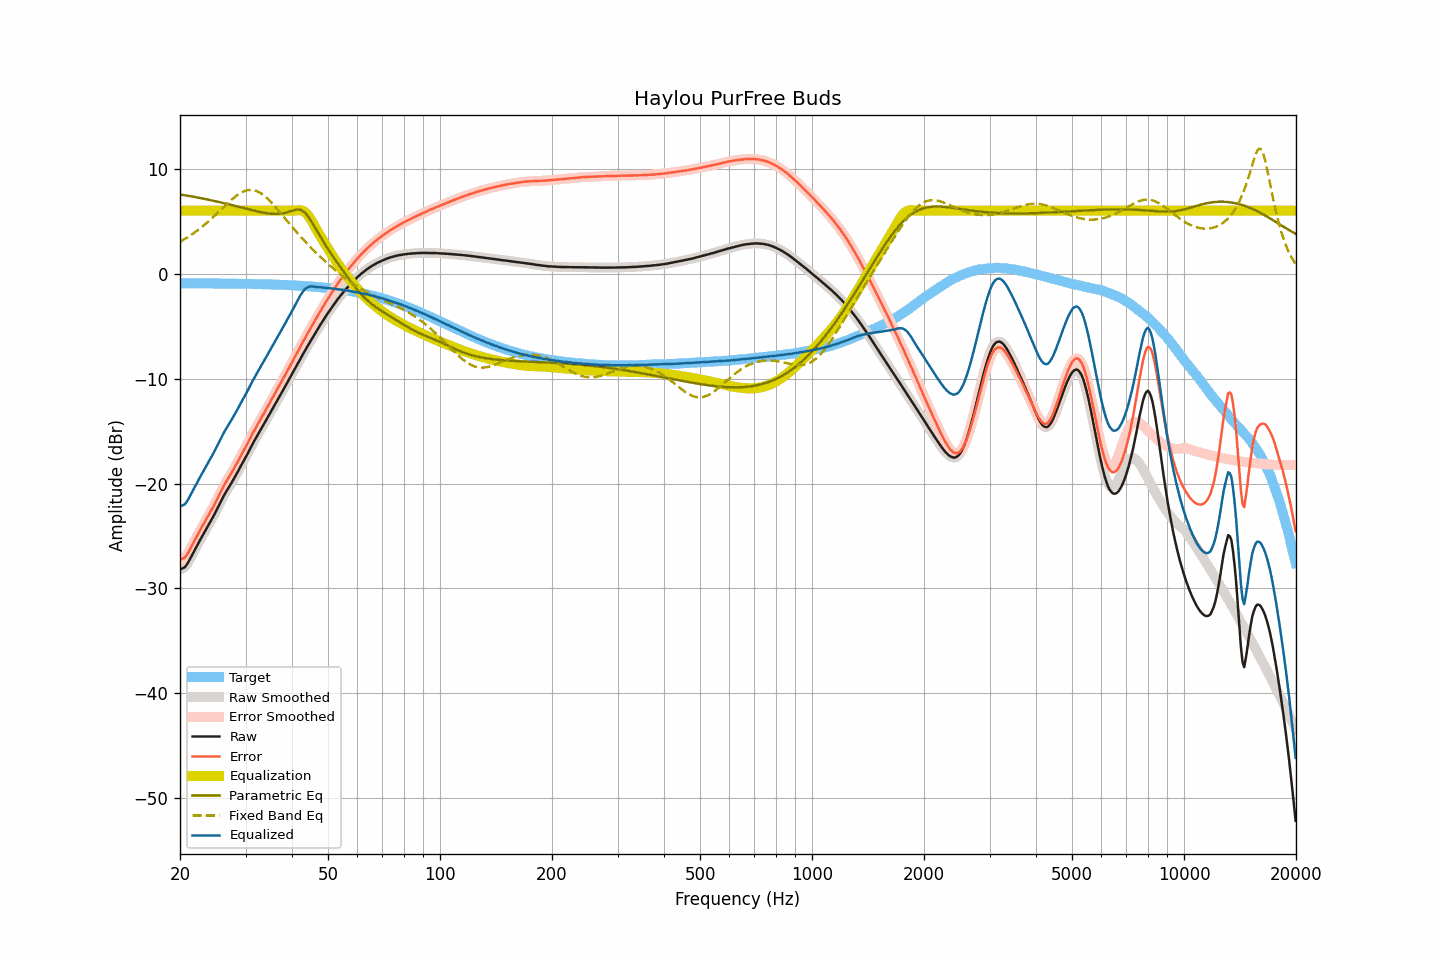 Haylou PurFree Buds
Amplitude (dBr)
10
0
−10
−20
−30
−40
−50
Target
Raw Smoothed
Error Smoothed
Raw
Error
Equalization
Parametric Eq
Fixed Band Eq
Equalized
20 50 100 200 500 1000 2000 5000 10000 20000
Frequency (Hz)